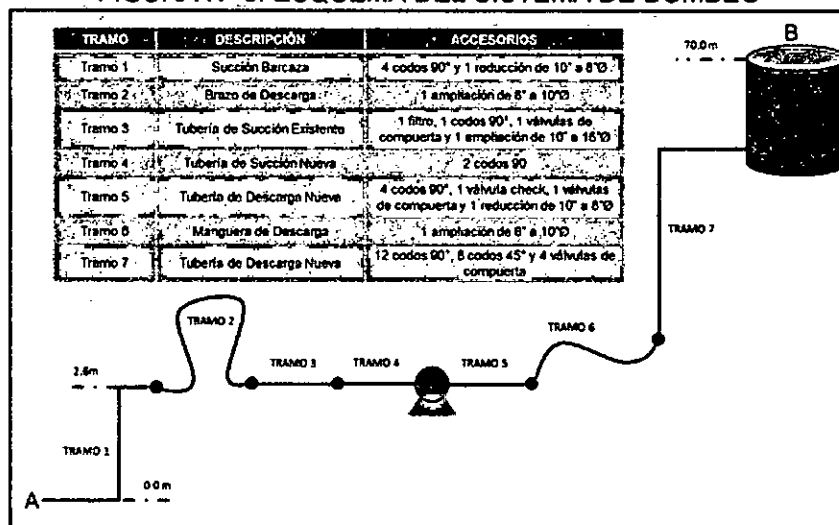 TRAMO DESCRIPCIÓN ACCESORIOS
Tramo 1 Succión Barcaza 4 codos 90° y 1 reducción de 10" a 8"Ø
Tramo 2 Brazo de Descarga 1 ampliación de 8" a 10"Ø
Tramo 3 Tubería de Succión Existente 1 filtro, 1 codos 90°, 1 válvulas de
compuerta y 1 ampliación de 10" a 16"Ø
Tramo 4 Tubería de Succión Nueva 2 codos 90
Tramo 5 Tubería de Descarga Nueva 4 codos 90°, 1 válvula check, 1 válvulas
de compuerta y 1 reducción de 10" a 8"Ø
Tramo 6 Manguera de Descarga 1 ampliación de 8" a 10"Ø
Tramo 7 Tubería de Descarga Nueva 12 codos 90°, 8 codos 45° y 4 válvulas de
compuerta
B
70.0 m
TRAMO 7
TRAMO 2
TRAMO 6
TRAMO 3
TRAMO 4
TRAMO 5
2.6m
TRAMO 1
0.0 m
A